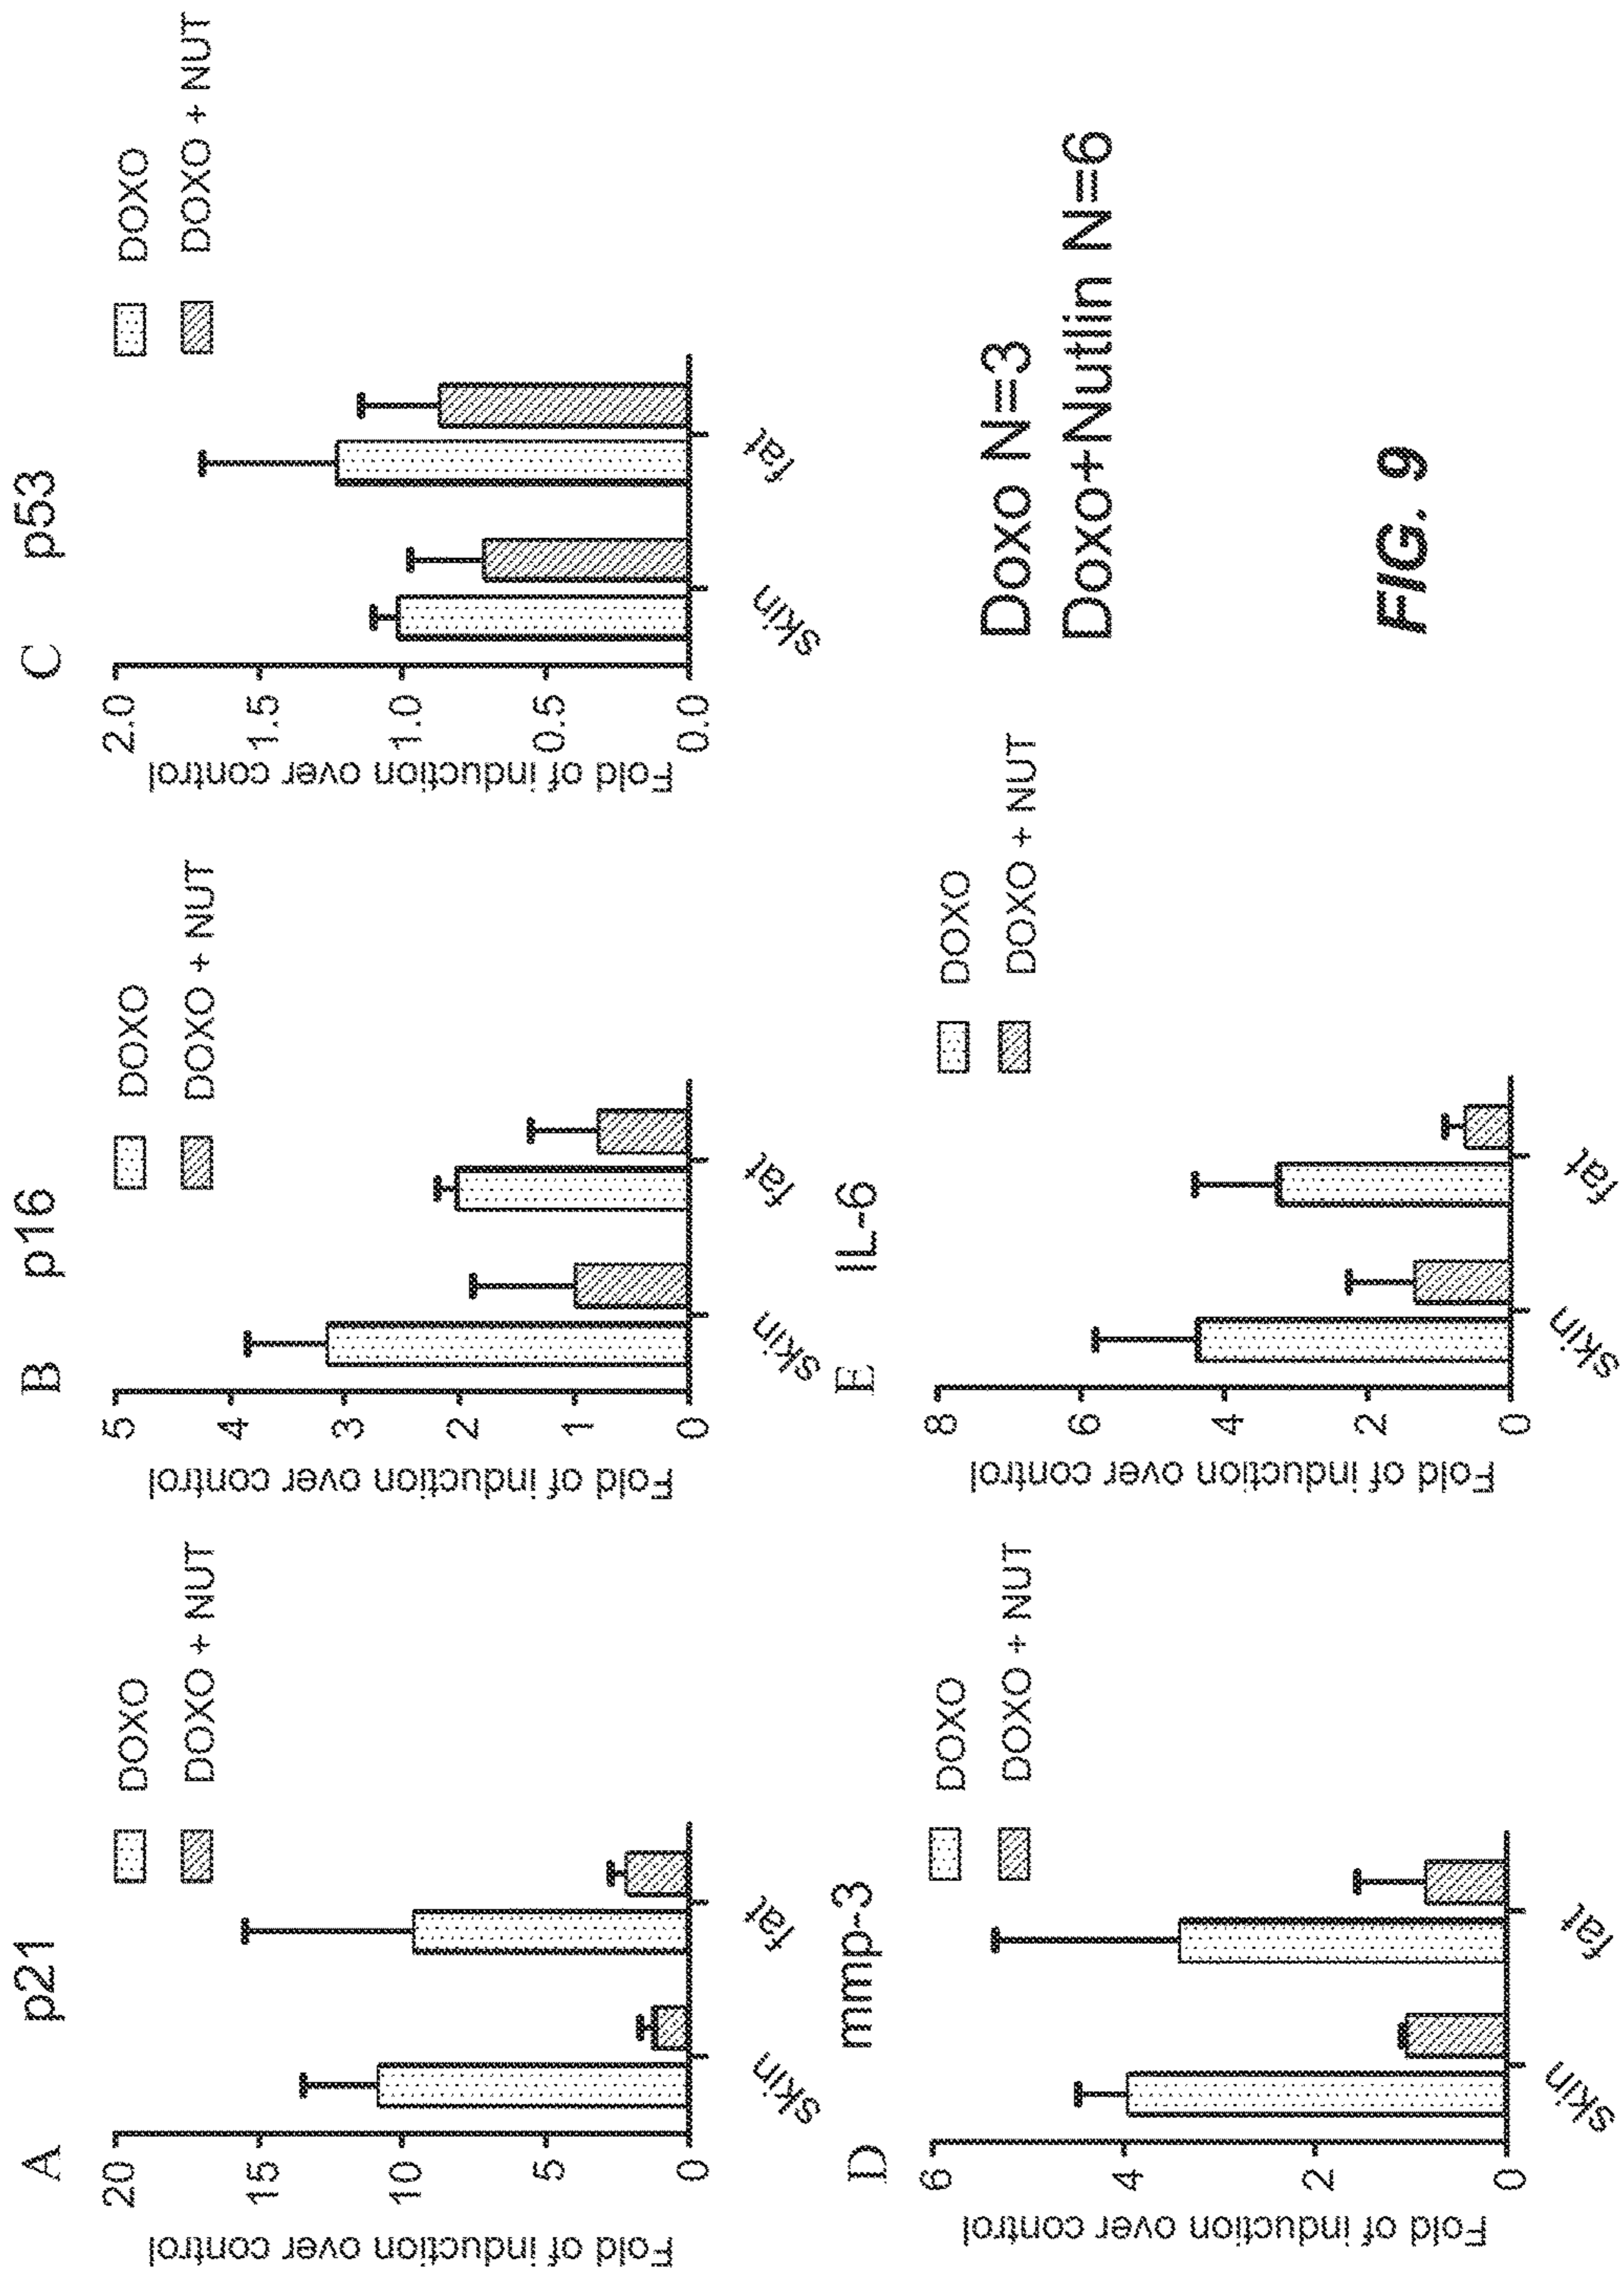 A p21
Fold of induction over control
20
15
10
5
0
skin
fat
DOXO
DOXO + NUT
B p16
Fold of induction over control
5
4
3
2
1
0
skin
fat
DOXO
DOXO + NUT
C p53
Fold of induction over control
2.0
1.5
1.0
0.5
0.0
skin
fat
DOXO
DOXO + NUT
D mmp-3
Fold of induction over control
6
4
2
0
skin
fat
DOXO
DOXO + NUT
E IL-6
Fold of induction over control
8
6
4
2
0
skin
fat
DOXO
DOXO + NUT
Doxo N=3
Doxo+Nutlin N=6
FIG. 9